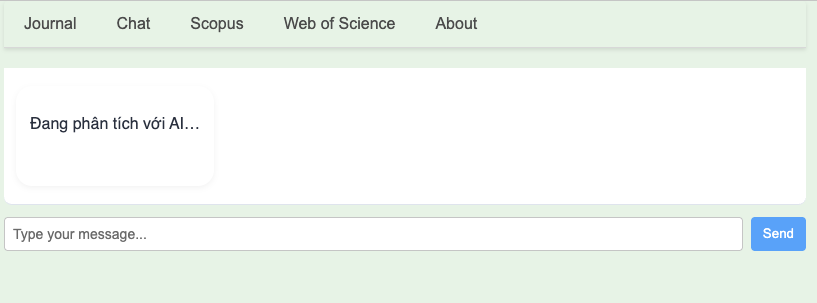 Journal Chat Scopus Web of Science About
Đang phân tích với AI…
Type your message...
Send